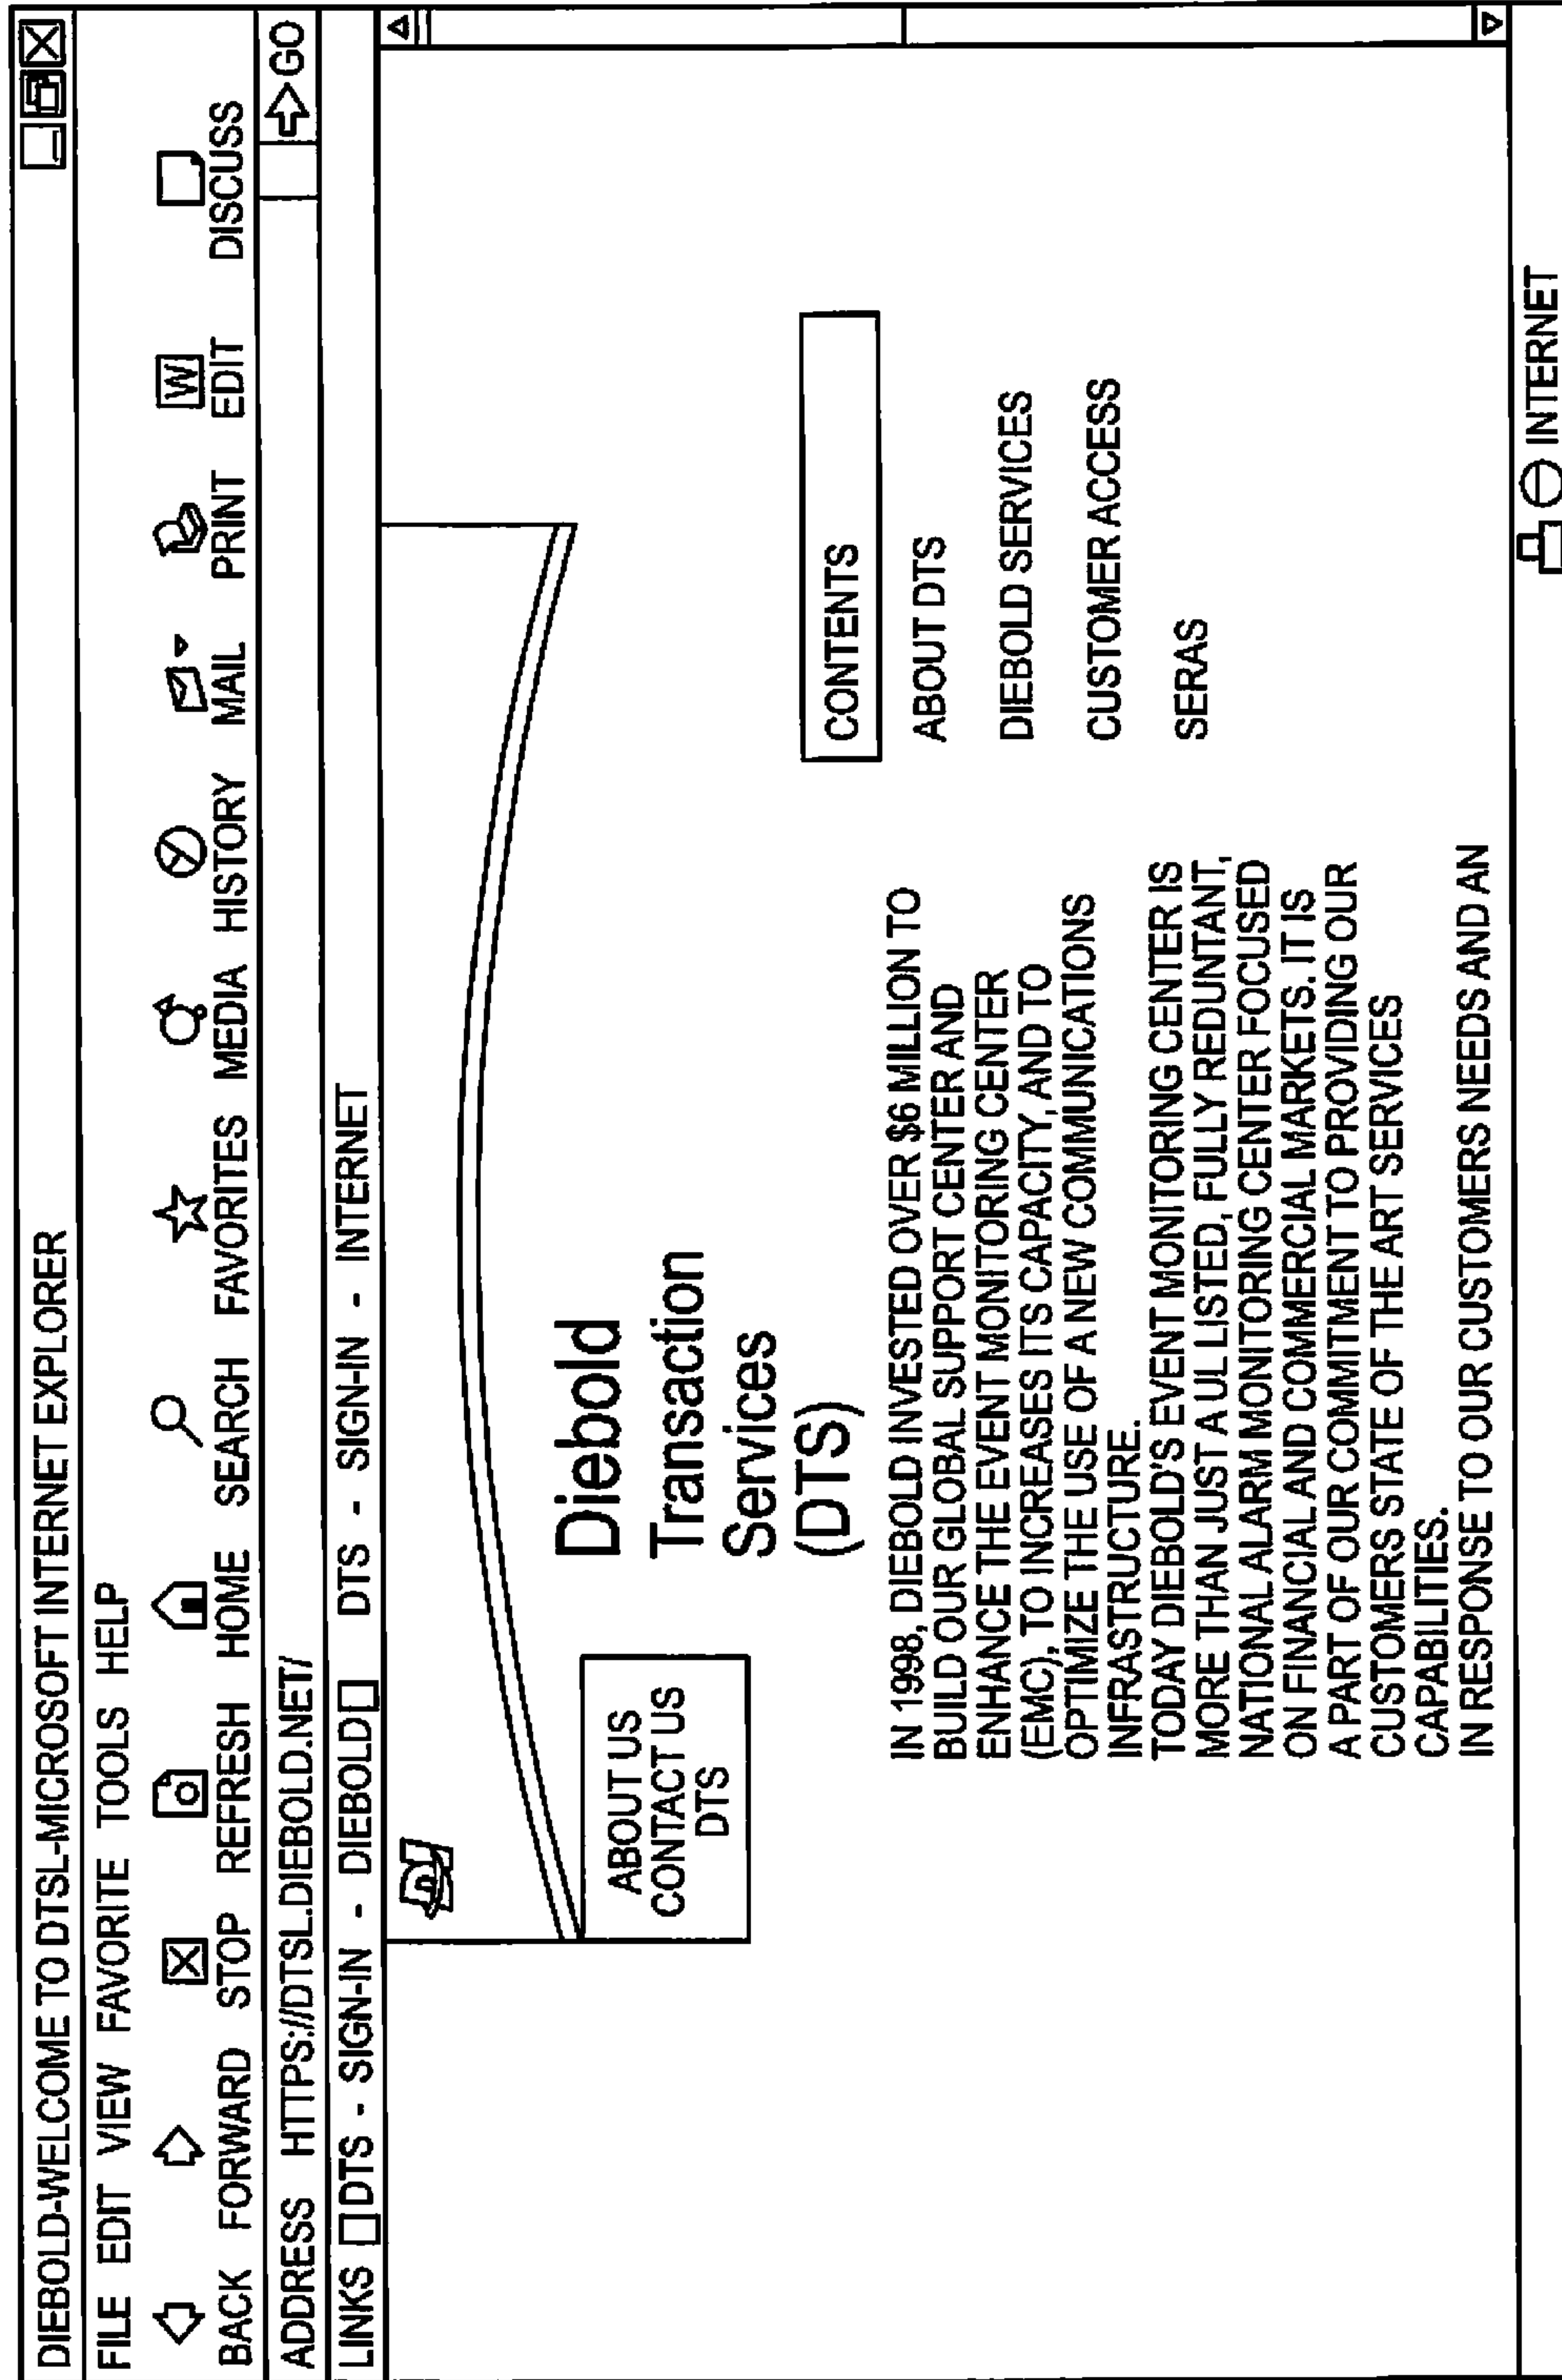 DIEBOLD-WELCOME TO DTSL-MICROSOFT INTERNET EXPLORER
FILE EDIT VIEW FAVORITE TOOLS HELP
BACK FORWARD STOP REFRESH HOME SEARCH FAVORITES MEDIA HISTORY MAIL PRINT EDIT DISCUSS
W
ADDRESS HTTPS://DTSL.DIEBOLD.NET/ GO
LINKS DTS - SIGN-IN - DIEBOLD DTS - SIGN-IN - INTERNET
ABOUT US
CONTACT US
DTS
Diebold
Transaction
Services
(DTS)
IN 1998, DIEBOLD INVESTED OVER $6 MILLION TO
BUILD OUR GLOBAL SUPPORT CENTER AND
ENHANCE THE EVENT MONITORING CENTER
(EMC), TO INCREASES ITS CAPACITY, AND TO
OPTIMIZE THE USE OF A NEW COMMUNICATIONS
INFRASTRUCTURE.
TODAY DIEBOLD'S EVENT MONITORING CENTER IS
MORE THAN JUST A UL LISTED, FULLY REDUNTANT,
NATIONAL ALARM MONITORING CENTER FOCUSED
ON FINANCIAL AND COMMERCIAL MARKETS. IT IS
A PART OF OUR COMMITMENT TO PROVIDING OUR
CUSTOMERS STATE OF THE ART SERVICES
CAPABILITIES.
IN RESPONSE TO OUR CUSTOMERS NEEDS AND AN
CONTENTS
ABOUT DTS
DIEBOLD SERVICES
CUSTOMER ACCESS
SERAS
INTERNET